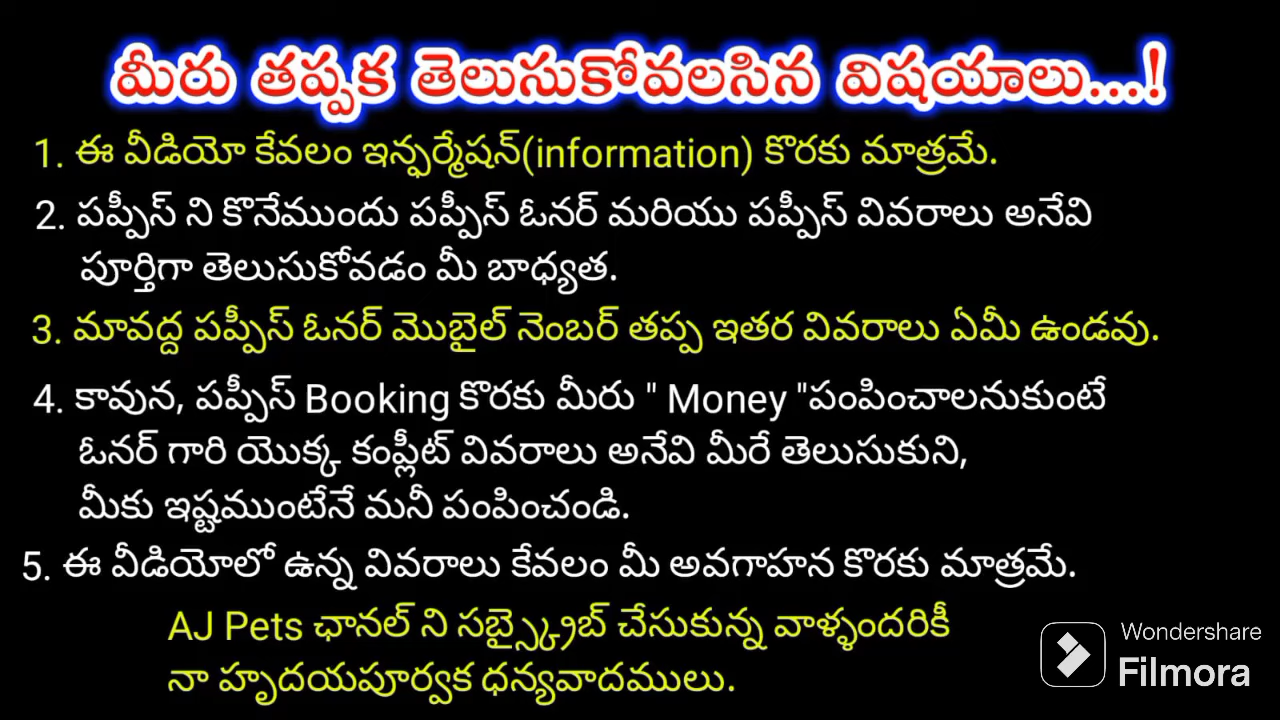 మీరు తప్పక తెలుసుకోవలసిన విషయాలు...!
1. ఈ వీడియో కేవలం ఇన్ఫర్మేషన్(information) కొరకు మాత్రమే.
2. పప్పీస్ ని కొనేముందు పప్పీస్ ఓనర్ మరియు పప్పీస్ వివరాలు అనేవి
పూర్తిగా తెలుసుకోవడం మీ బాధ్యత.
3. మావద్ద పప్పీస్ ఓనర్ మొబైల్ నెంబర్ తప్ప ఇతర వివరాలు ఏమీ ఉండవు.
4. కావున, పప్పీస్ Booking కొరకు మీరు " Money "పంపించాలనుకుంటే
ఓనర్ గారి యొక్క కంప్లీట్ వివరాలు అనేవి మీరే తెలుసుకుని,
మీకు ఇష్టముంటేనే మనీ పంపించండి.
5. ఈ వీడియోలో ఉన్న వివరాలు కేవలం మీ అవగాహన కొరకు మాత్రమే.
AJ Pets ఛానల్ ని సబ్స్క్రైబ్ చేసుకున్న వాళ్ళందరికీ
నా హృదయపూర్వక ధన్యవాదములు.
Wondershare
Filmora